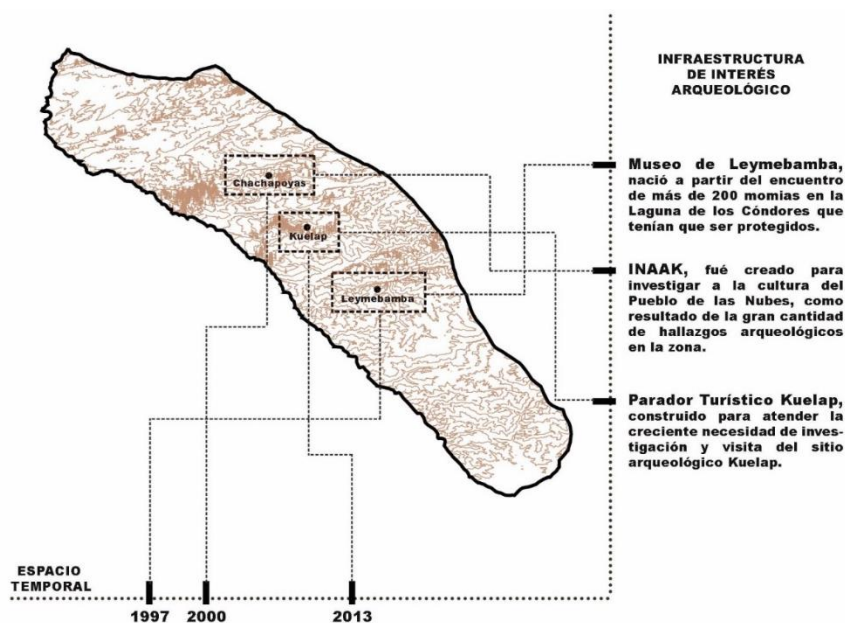 INFRAESTRUCTURA
DE INTERÉS
ARQUEOLÓGICO
Chachapoyas
Kuelap
Leymebamba
Museo de Leymebamba,
nació a partir del encuentro
de más de 200 momias en la
Laguna de los Cóndores que
tenían que ser protegidos.
INAAK, fué creado para
investigar a la cultura del
Pueblo de las Nubes, como
resultado de la gran cantidad
de hallazgos arqueológicos
en la zona.
Parador Turístico Kuelap,
construido para atender la
creciente necesidad de inves-
tigación y visita del sitio
arqueológico Kuelap.
ESPACIO
TEMPORAL
1997 2000 2013